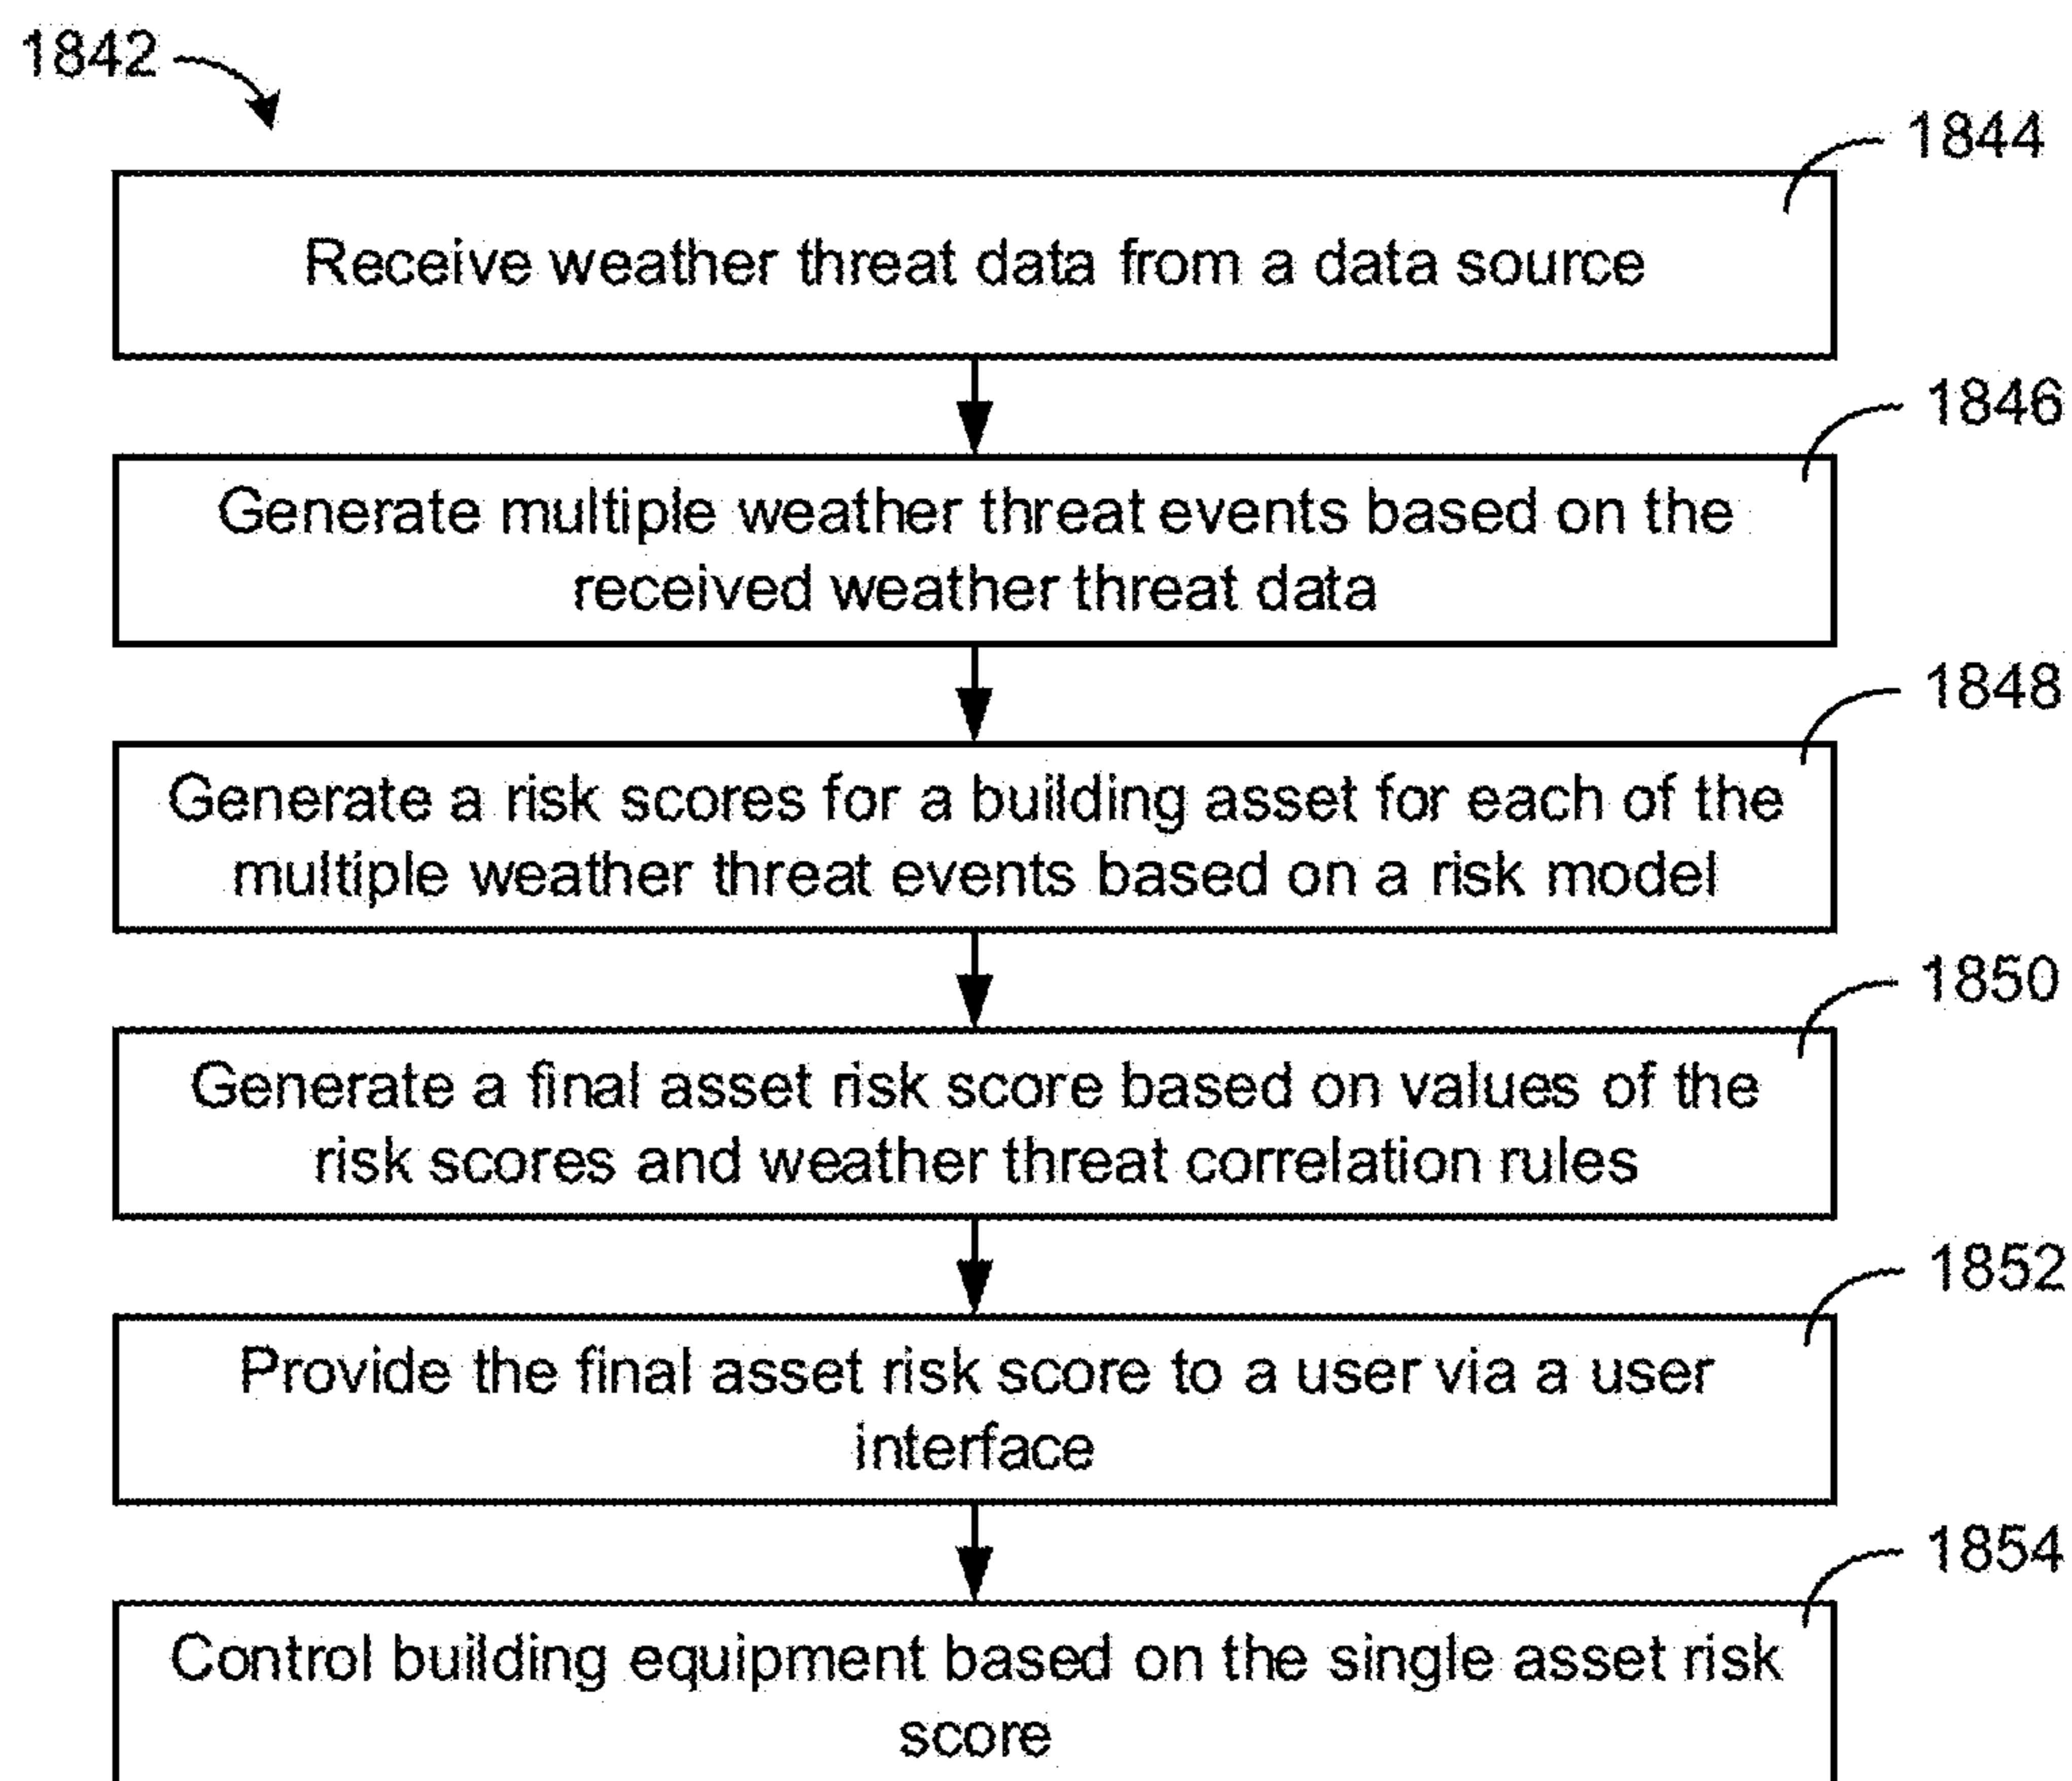 1842
1844
Receive weather threat data from a data source
1846
Generate multiple weather threat events based on the
received weather threat data
1848
Generate a risk scores for a building asset for each of the
multiple weather threat events based on a risk model
1850
Generate a final asset risk score based on values of the
risk scores and weather threat correlation rules
1852
Provide the final asset risk score to a user via a user
interface
1854
Control building equipment based on the single asset risk
score